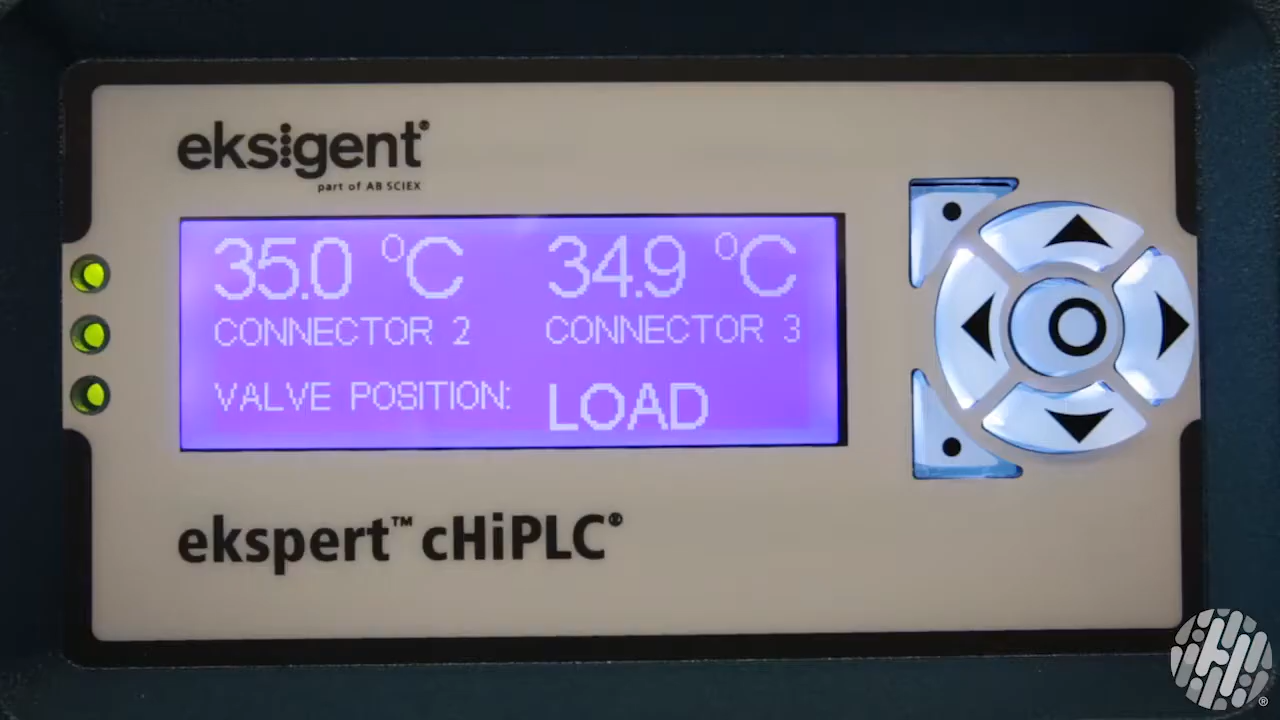 eksigent®
part of AB SCIEX
35.0 °C 34.9 °C
CONNECTOR 2 CONNECTOR 3
VALVE POSITION: LOAD
ekspert™ cHiPLC®
®